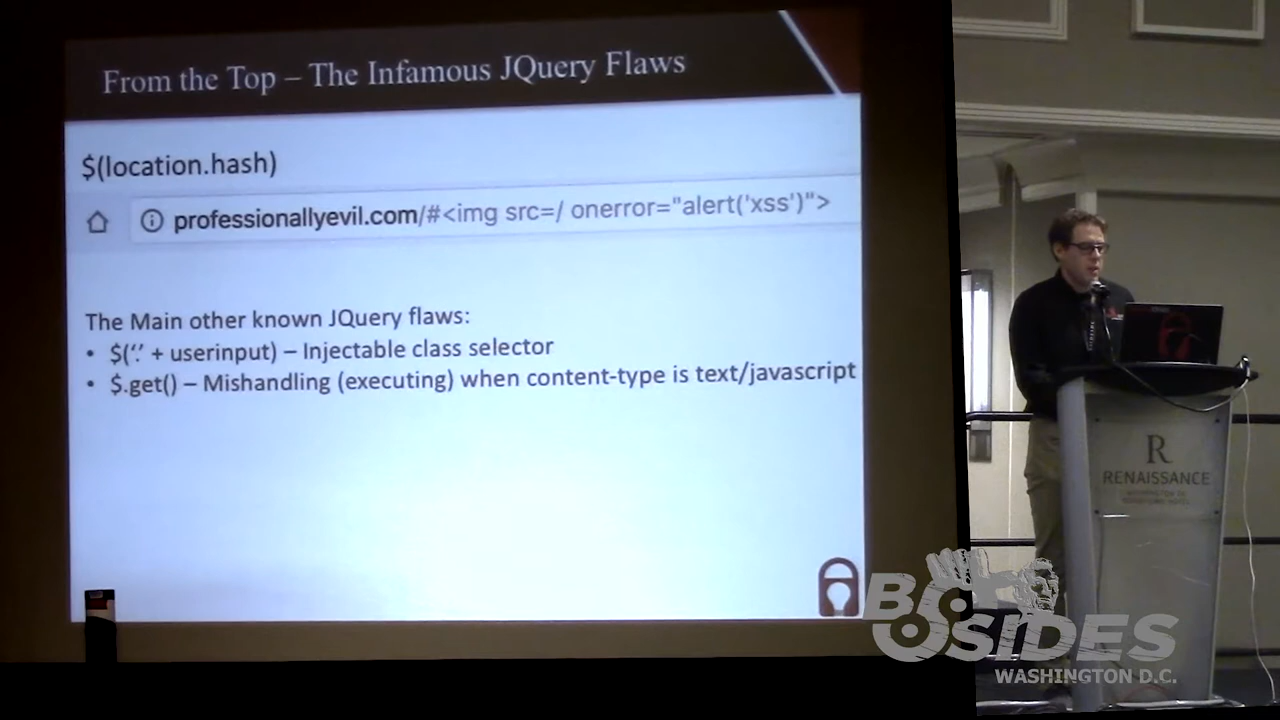 From the Top – The Infamous JQuery Flaws
$(location.hash)
professionallyevil.com/#<img src=/ onerror="alert('xss')">
The Main other known JQuery flaws:
• $('.' + userinput) – Injectable class selector
• $.get() – Mishandling (executing) when content-type is text/javascript
R
RENAISSANCE
BSIDES
WASHINGTON D.C.